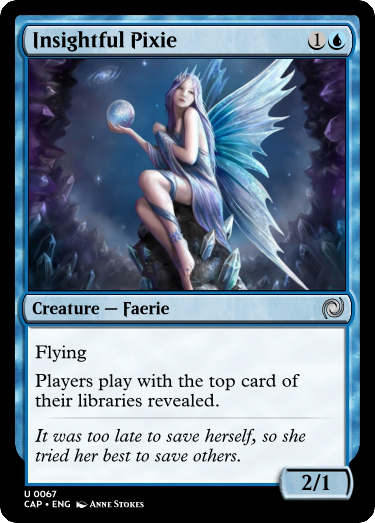 Insightful Pixie 1
Creature — Faerie
Flying
Players play with the top card of
their libraries revealed.
It was too late to save herself, so she
tried her best to save others.
2/1
U 0067
CAP • ENG Anne Stokes